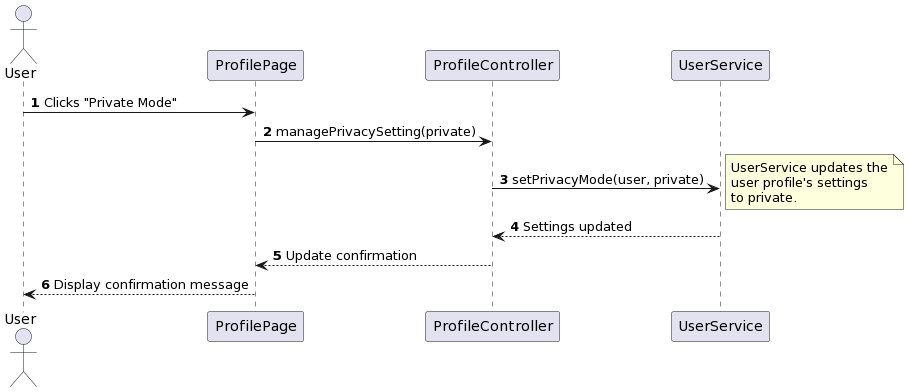 User
ProfilePage
ProfileController
UserService
1 Clicks "Private Mode"
2 managePrivacySetting(private)
3 setPrivacyMode(user, private)
UserService updates the
user profile's settings
to private.
4 Settings updated
5 Update confirmation
6 Display confirmation message
User
ProfilePage
ProfileController
UserService